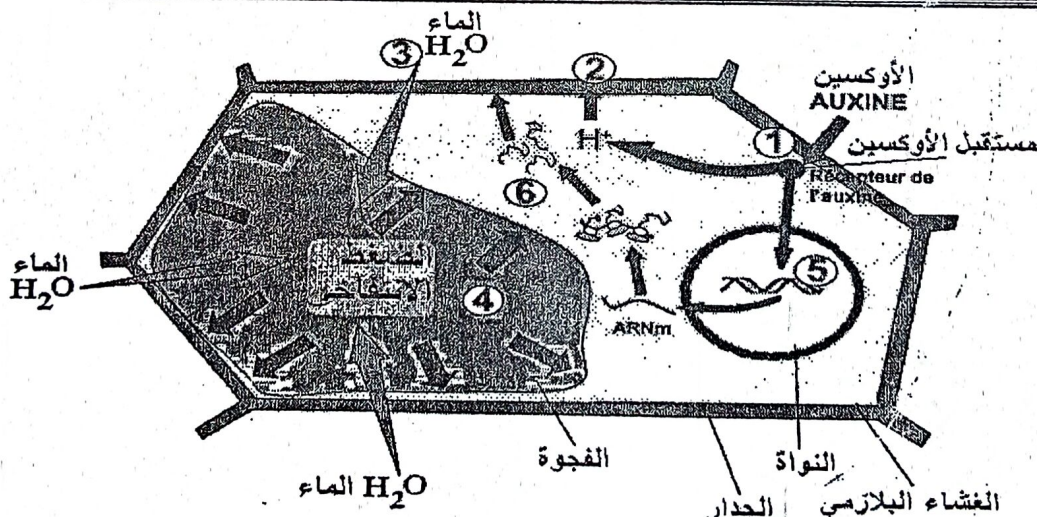 الماء
H₂O
③
②
الأوكسين
AUXINE
H⁺
①
مستقبل الأوكسين
Récepteur de
l'auxine
⑥
الماء
H₂O
④
⑤
ARNm
الفجوة
النواة
H₂O الماء
الجدار
الغشاء البلازمي